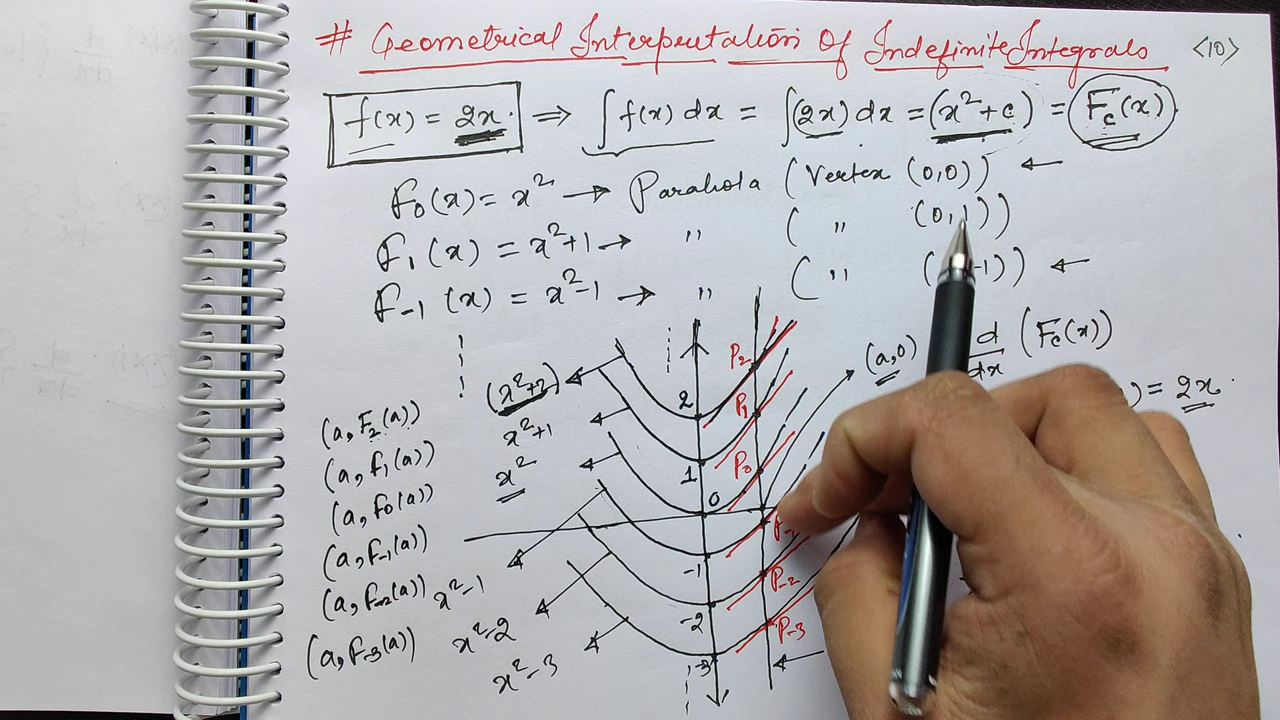 # Geometrical Interpretation Of Indefinite Integrals <10>
f(x) = 2x. ⇒ ∫ f(x) dx = ∫(2x) dx = (x²+c) = F_c(x)
F₀(x) = x² → Parabola (Vertex (0,0)) ←
F₁(x) = x²+1 → " ( " (0,1))
F₋₁(x) = x²-1 → " ( " ( -1)) ←
d/dx (F_c(x))
) = 2x.
(a,0)
(x²+2)
x²+1
x²
x²-1
x²-2
x²-3
(a, F₂(a))
(a, f₁(a))
(a, f₀(a))
(a, f₋₁(a))
(a, f₋₂(a))
(a, f₋₃(a))
2
1
0
-1
-2
-3
P₂
P₁
P₀
P₋₂
P₋₃